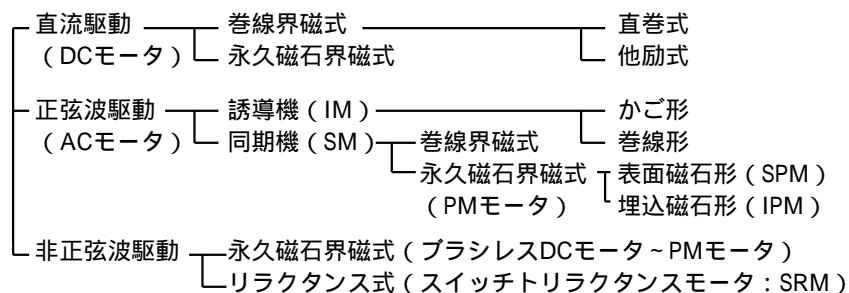 直流駆動 巻線界磁式 直巻式
（DCモータ） 永久磁石界磁式 他励式
正弦波駆動 誘導機（IM） かご形
（ACモータ） 同期機（SM） 巻線界磁式 巻線形
永久磁石界磁式 表面磁石形（SPM）
（PMモータ） 埋込磁石形（IPM）
非正弦波駆動 永久磁石界磁式（ブラシレスDCモータ～PMモータ）
リラクタンス式（スイッチトリラクタンスモータ：SRM）